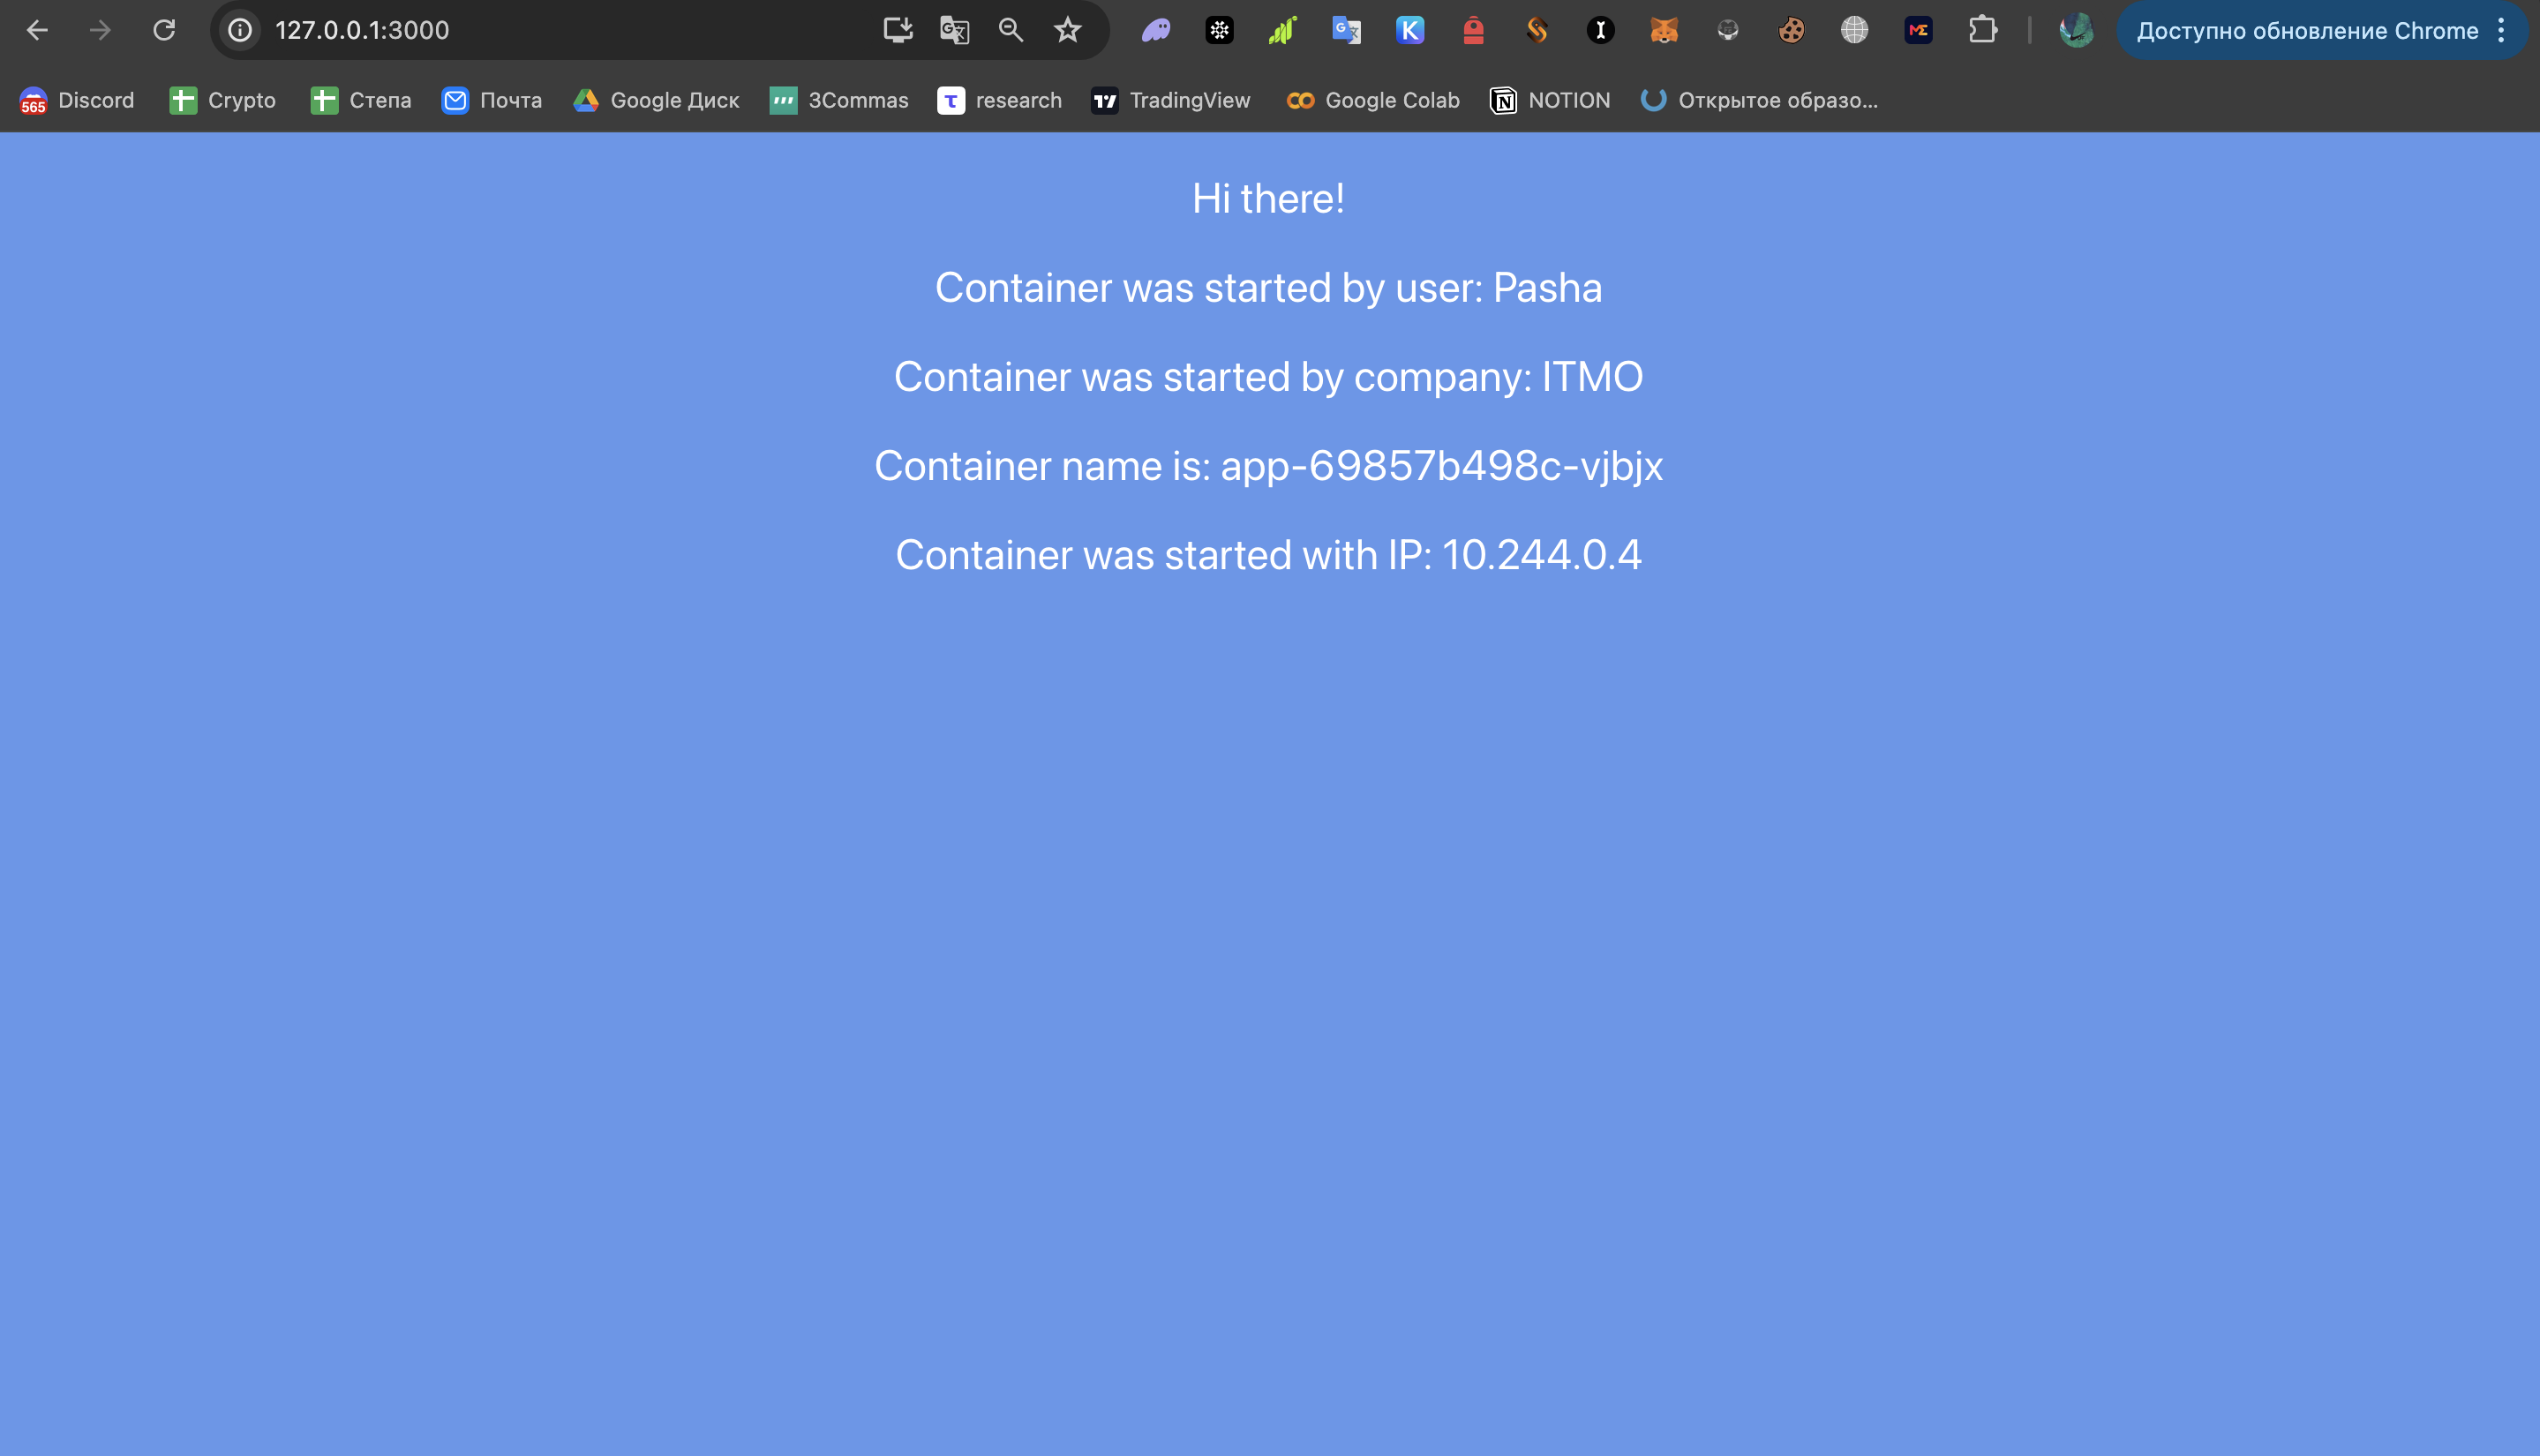 127.0.0.1:3000
Доступно обновление Chrome
565 Discord
Crypto
Степа
Почта
Google Диск
3Commas
research
TradingView
Google Colab
NOTION
Открытое образо...
Hi there!
Container was started by user: Pasha
Container was started by company: ITMO
Container name is: app-69857b498c-vjbjx
Container was started with IP: 10.244.0.4